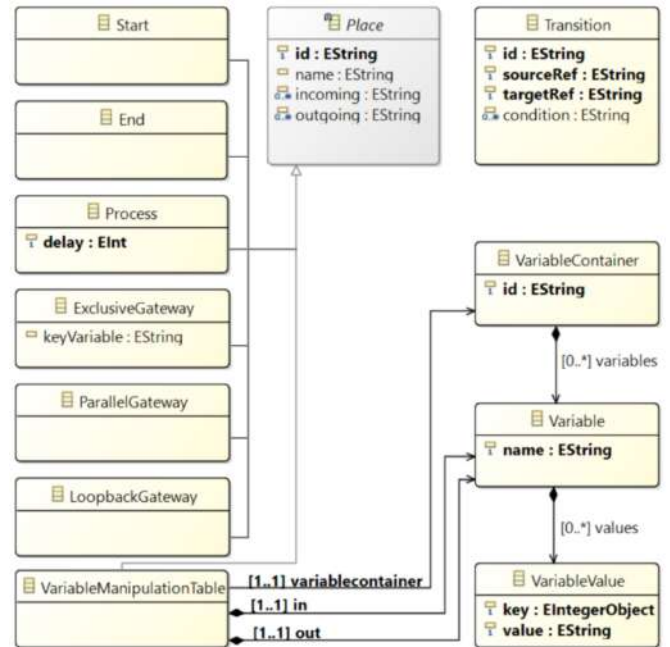 Start
End
Process
delay : EInt
ExclusiveGateway
keyVariable : EString
ParallelGateway
LoopbackGateway
VariableManipulationTable
Place
id : EString
name : EString
incoming : EString
outgoing : EString
Transition
id : EString
sourceRef : EString
targetRef : EString
condition : EString
VariableContainer
id : EString
[0..*] variables
Variable
name : EString
[0..*] values
VariableValue
key : EIntegerObject
value : EString
[1..1] variablecontainer
[1..1] in
[1..1] out